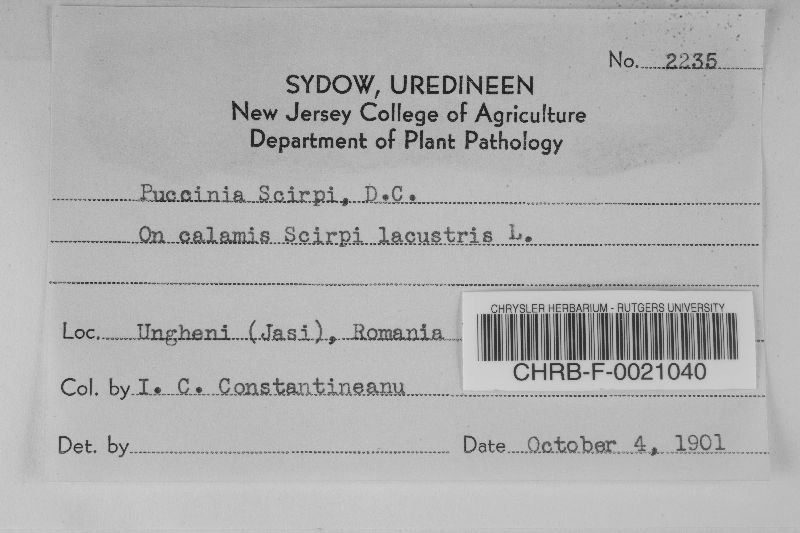 No. 2235
SYDOW, UREDINEEN
New Jersey College of Agriculture
Department of Plant Pathology
Puccinia Scirpi, D.C.
On calamis Scirpi lacustris L.
Loc. Ungheni (Jasi), Romania
CHRYSLER HERBARIUM - RUTGERS UNIVERSITY
CHRB-F-0021040
Col. by I. C. Constantineanu
Det. by
Date October 4, 1901